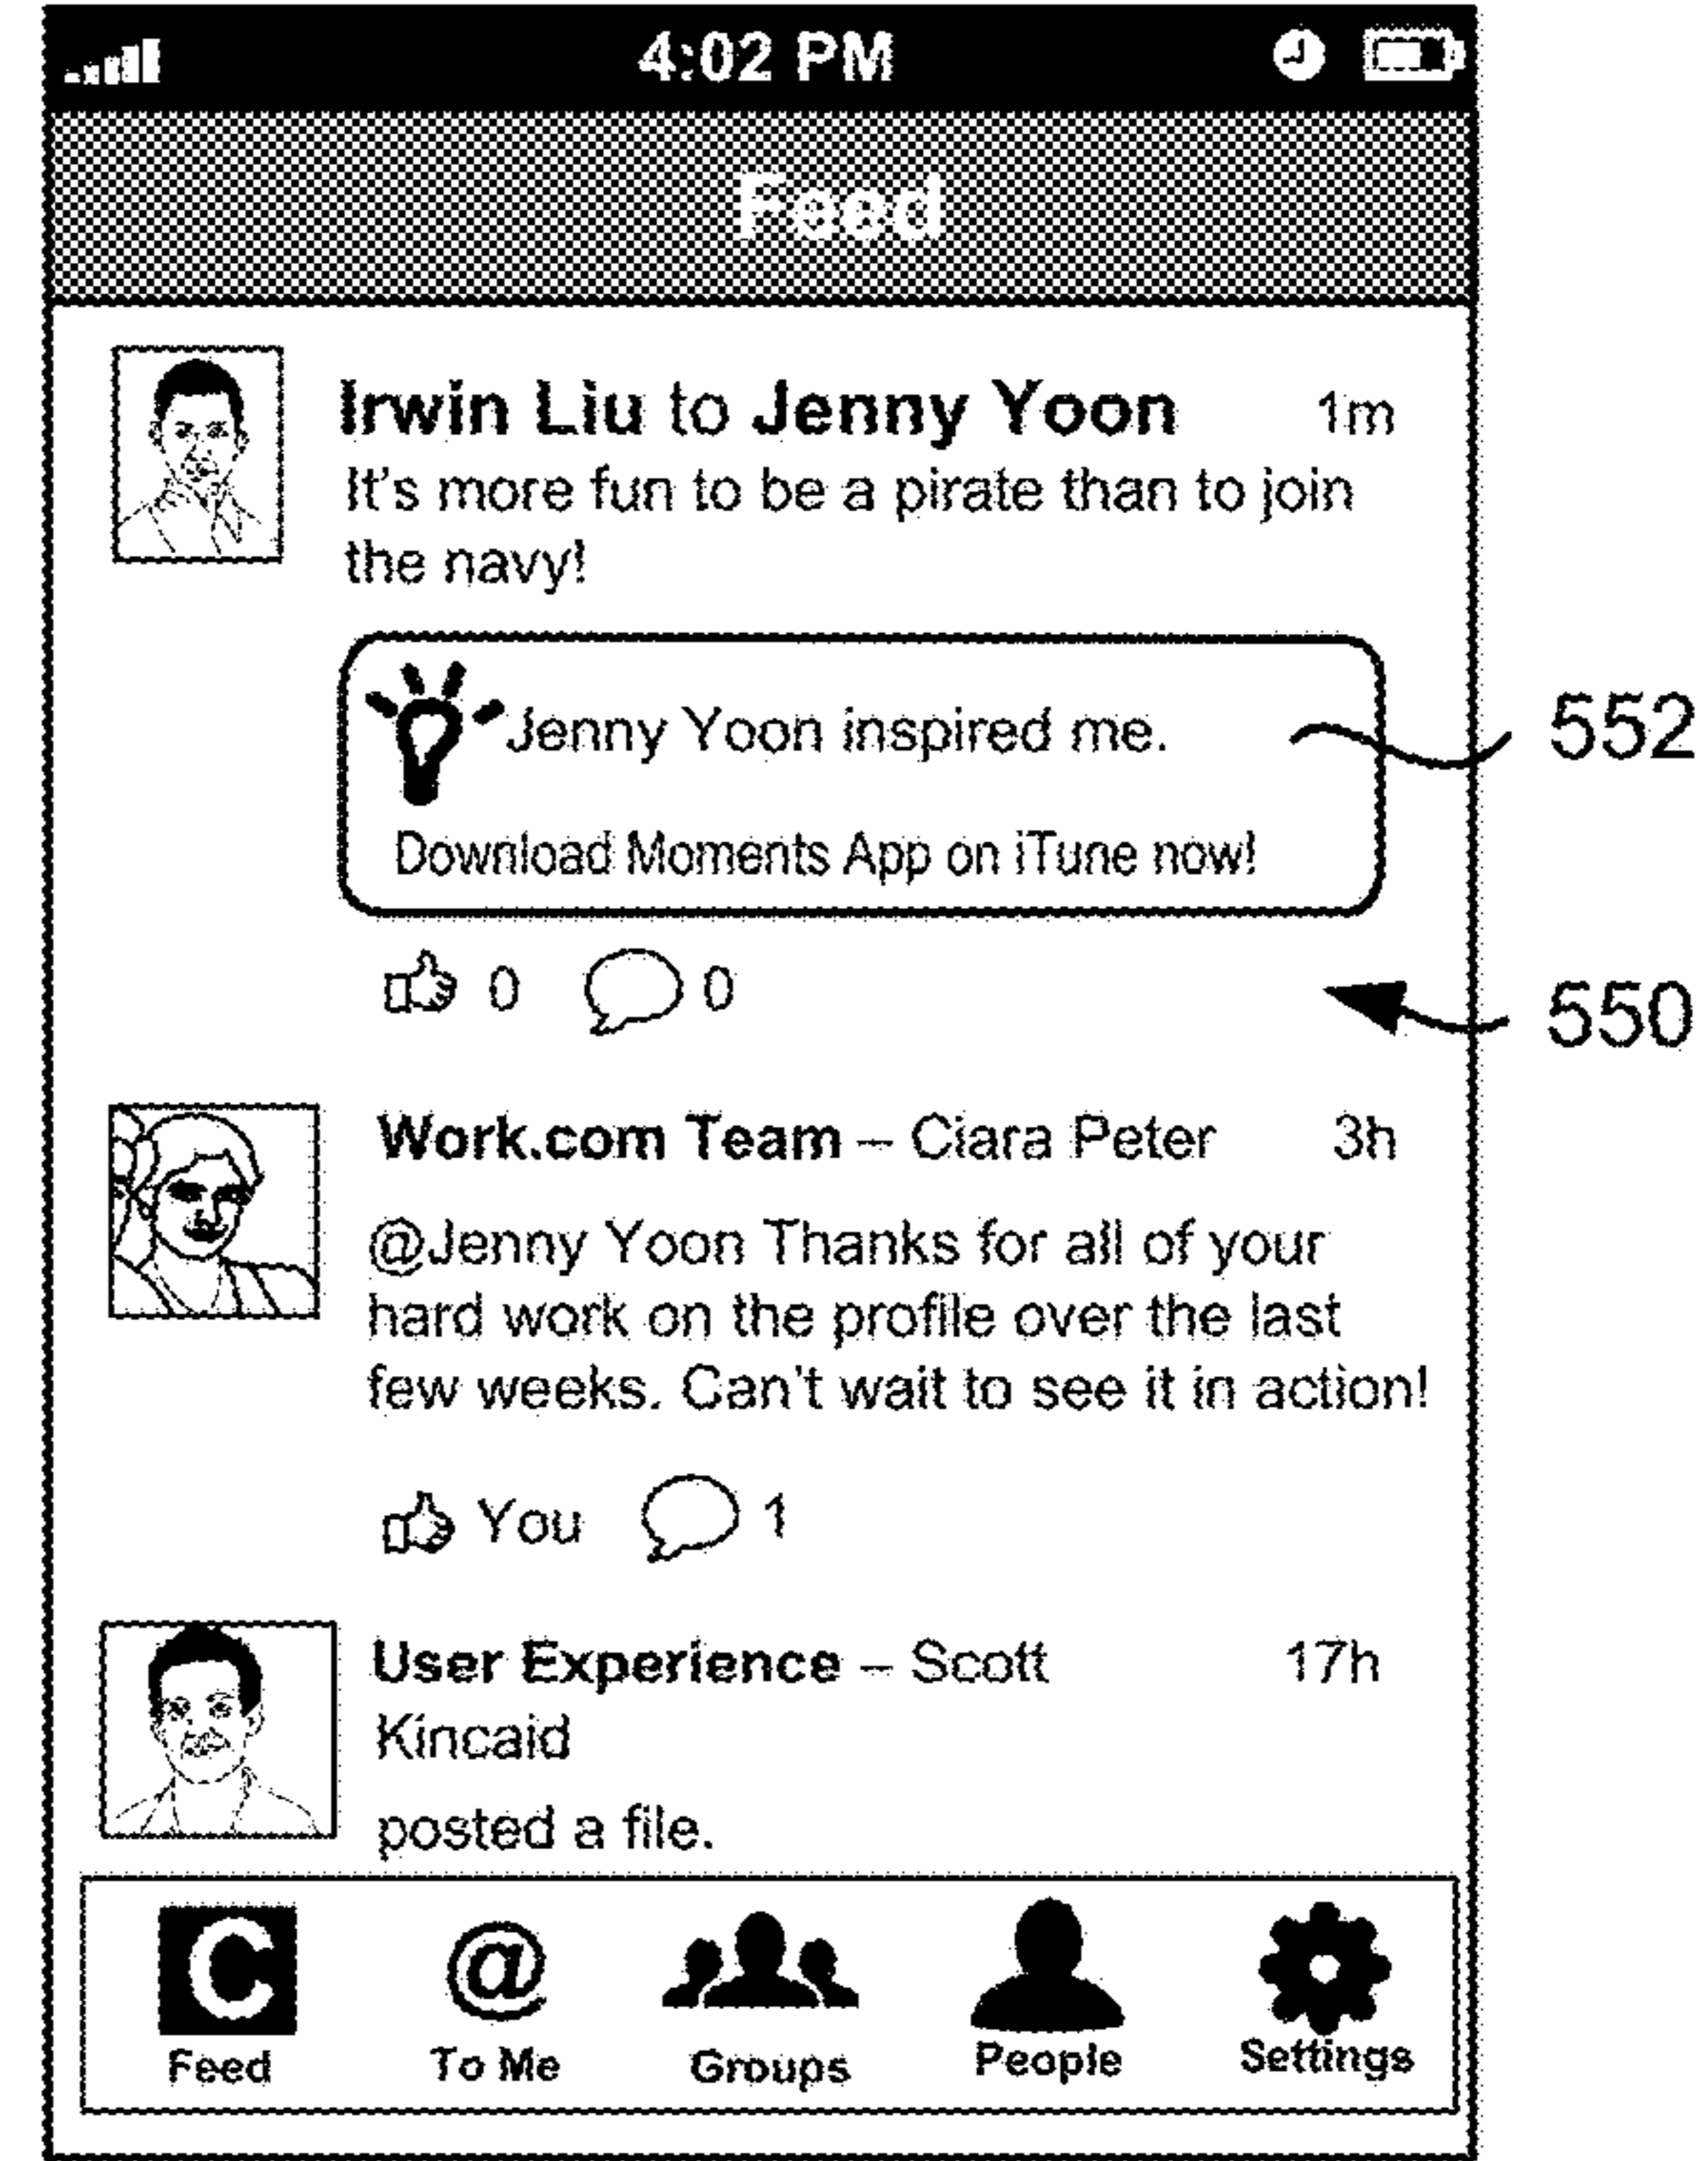 4:02 PM
Feed
Irwin Liu to Jenny Yoon 1m
It's more fun to be a pirate than to join
the navy!
Jenny Yoon inspired me.
552
Download Moments App on iTune now!
0 0
550
Work.com Team – Ciara Peter 3h
@Jenny Yoon Thanks for all of your
hard work on the profile over the last
few weeks. Can't wait to see it in action!
You 1
User Experience – Scott 17h
Kincaid
posted a file.
C @
Feed To Me Groups People Settings